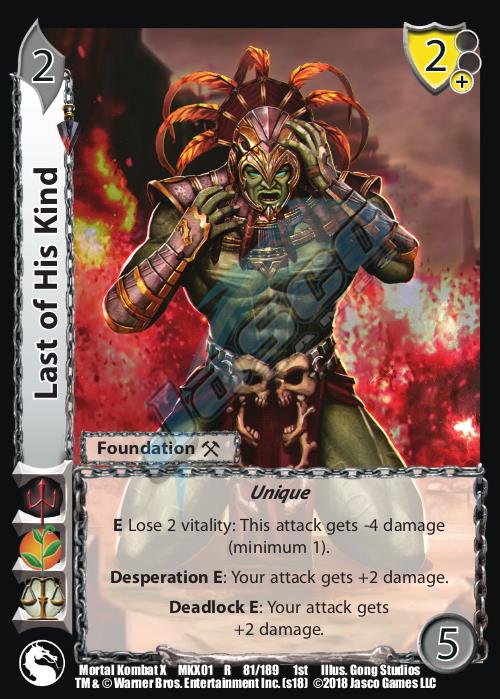 2
2
+
Last of His Kind
Jasco
Foundation
Unique
E Lose 2 vitality: This attack gets -4 damage
(minimum 1).
Desperation E: Your attack gets +2 damage.
Deadlock E: Your attack gets
+2 damage.
5
Mortal Kombat X MKX01 R 81/189 1st Illus. Gong Studios
TM & © Warner Bros. Entertainment Inc. (s18) ©2018 Jasco Games LLC